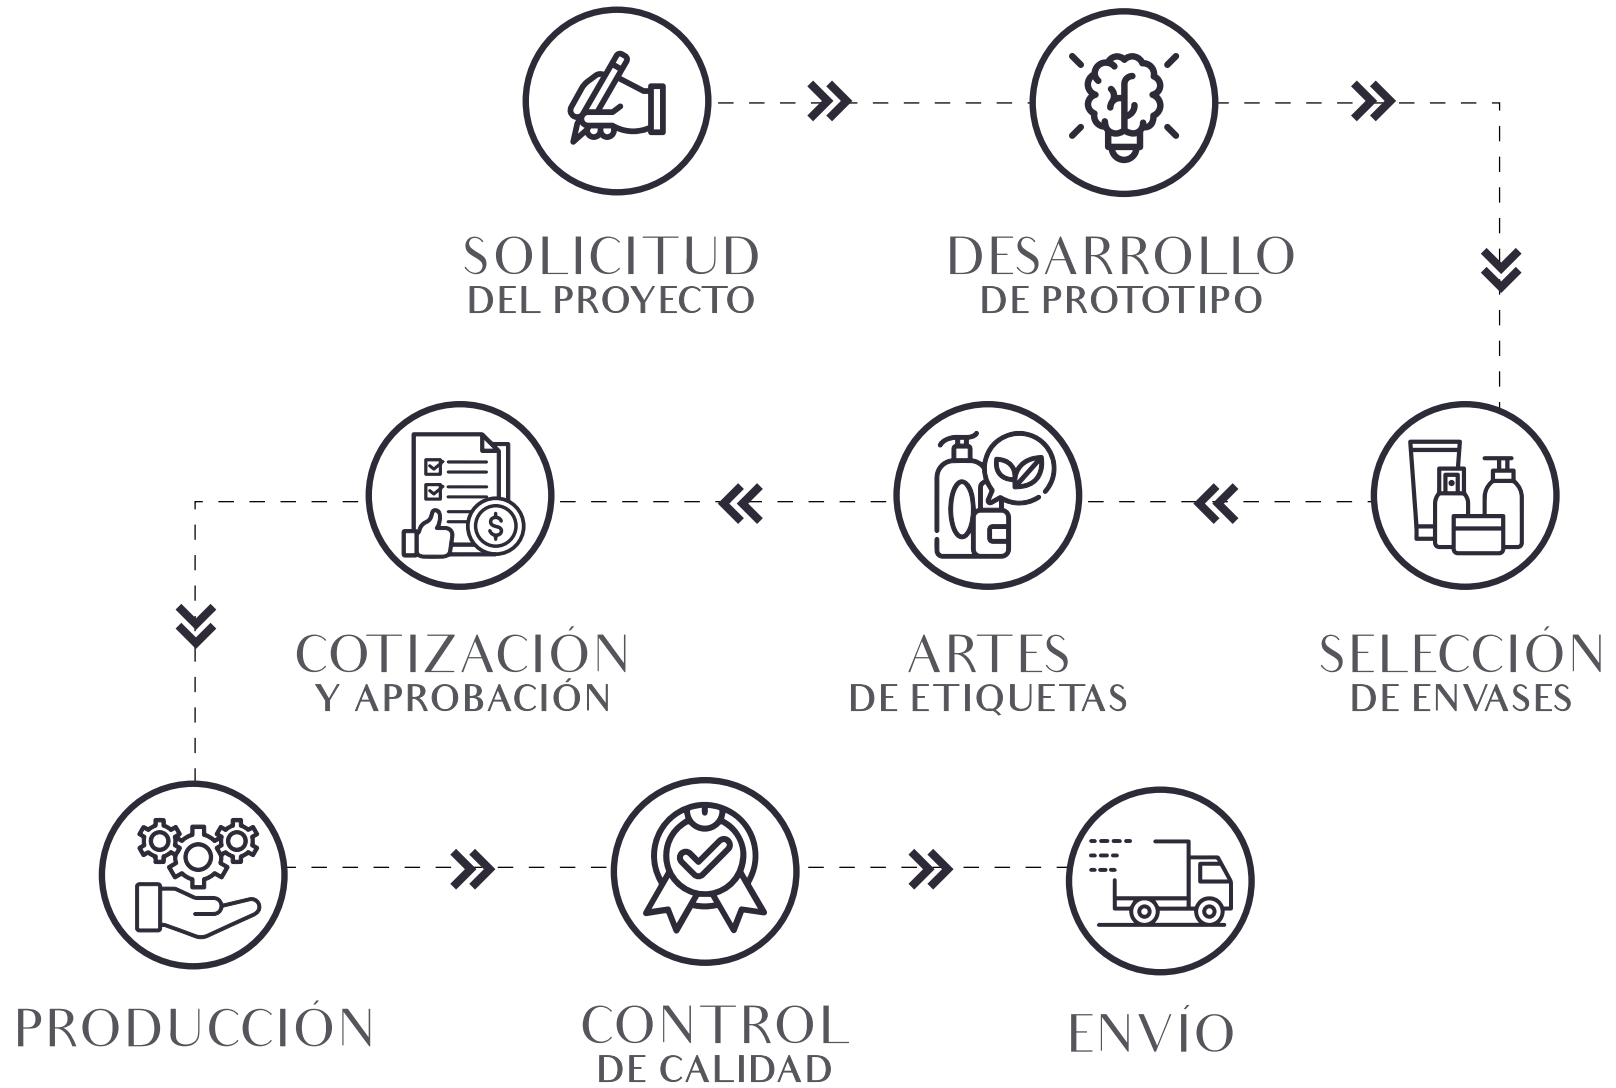 SOLICITUD
DEL PROYECTO
DESARROLLO
DE PROTOTIPO
SELECCIÓN
DE ENVASES
ARTES
DE ETIQUETAS
COTIZACIÓN
Y APROBACIÓN
$
PRODUCCIÓN
CONTROL
DE CALIDAD
ENVÍO